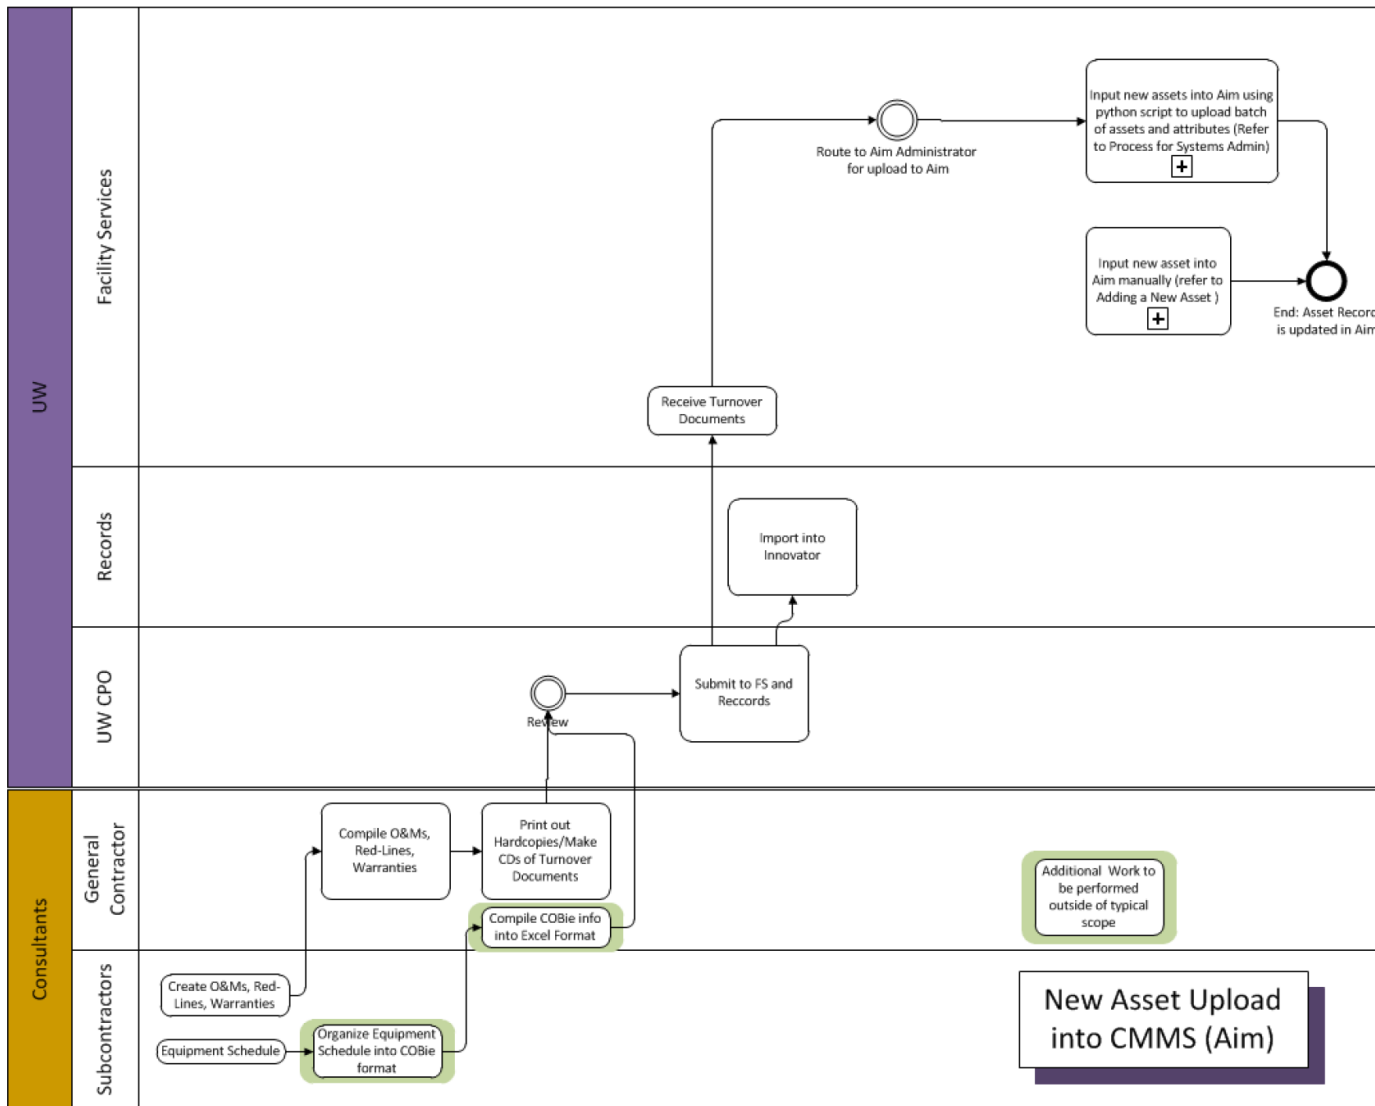 UW
Facility Services
Input new assets into Aim using
python script to upload batch
of assets and attributes (Refer
to Process for Systems Admin)
Route to Aim Administrator
for upload to Aim
Input new asset into
Aim manually (refer to
Adding a New Asset )
End: Asset Record
is updated in Aim
Receive Turnover
Documents
Records
Import into
Innovator
UW CPO
Review
Submit to FS and
Reccords
Consultants
General
Contractor
Compile O&Ms,
Red-Lines,
Warranties
Print out
Hardcopies/Make
CDs of Turnover
Documents
Compile COBie info
into Excel Format
Additional Work to
be performed
outside of typical
scope
Subcontractors
Create O&Ms, Red-
Lines, Warranties
Equipment Schedule
Organize Equipment
Schedule into COBie
format
New Asset Upload
into CMMS (Aim)